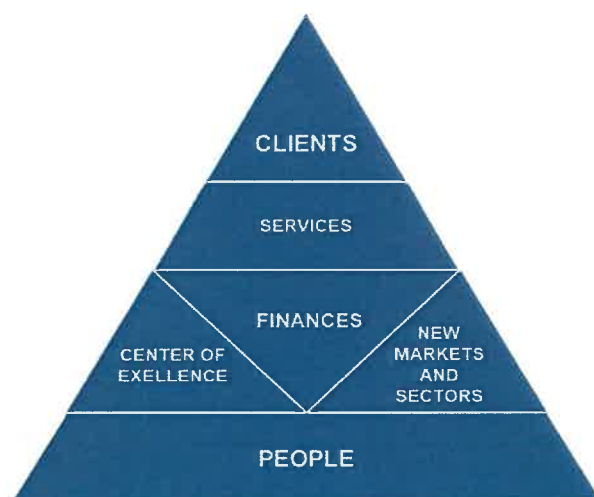 CLIENTS
SERVICES
FINANCES
CENTER OF
EXELLENCE
NEW
MARKETS
AND
SECTORS
PEOPLE